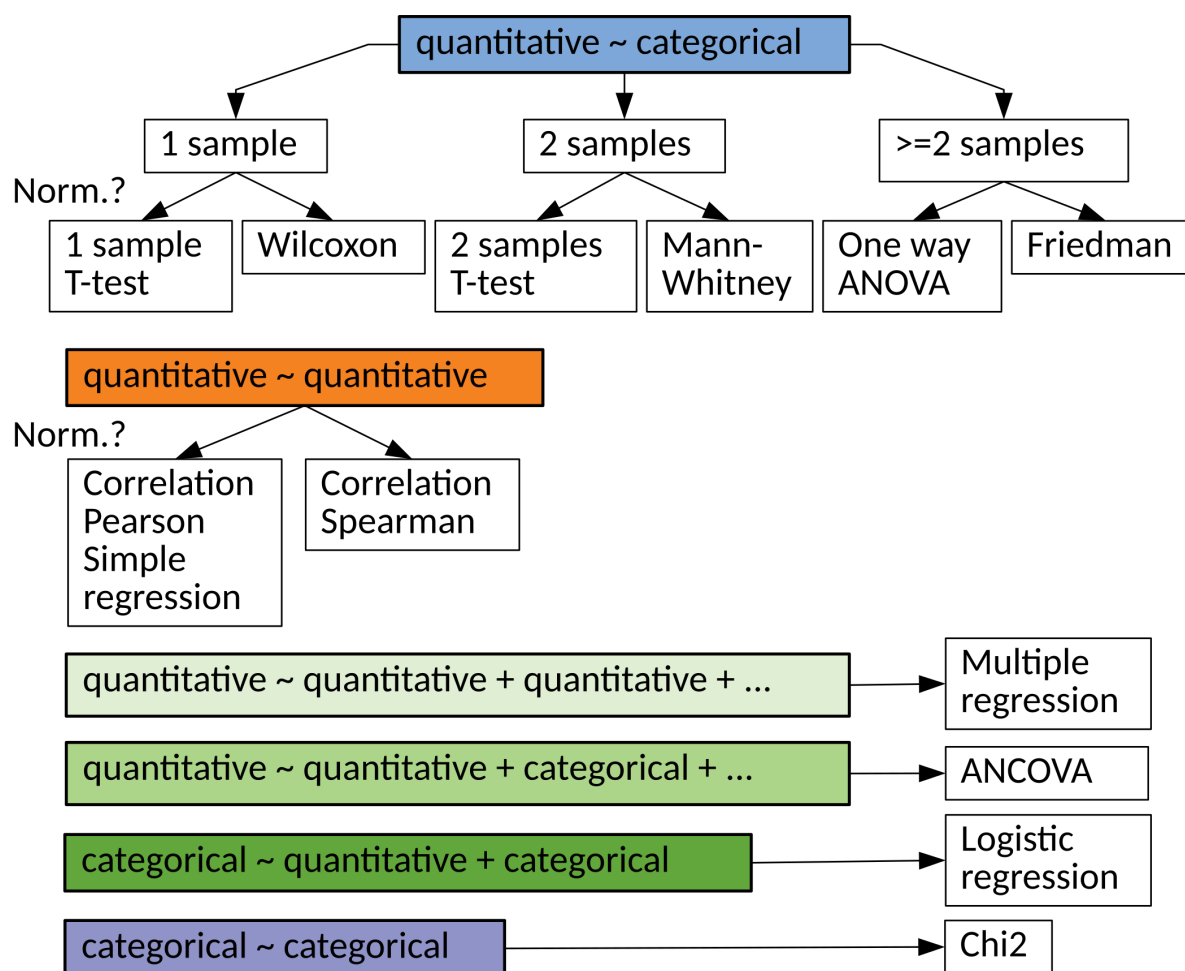 quantitative ~ categorical
1 sample
2 samples
>=2 samples
Norm.?
1 sample
T-test
Wilcoxon
2 samples
T-test
Mann-
Whitney
One way
ANOVA
Friedman
quantitative ~ quantitative
Norm.?
Correlation
Pearson
Simple
regression
Correlation
Spearman
quantitative ~ quantitative + quantitative + ...
Multiple
regression
quantitative ~ quantitative + categorical + ...
ANCOVA
categorical ~ quantitative + categorical
Logistic
regression
categorical ~ categorical
Chi2